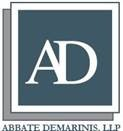 AD
ABBATE DEMARINIS, LLP